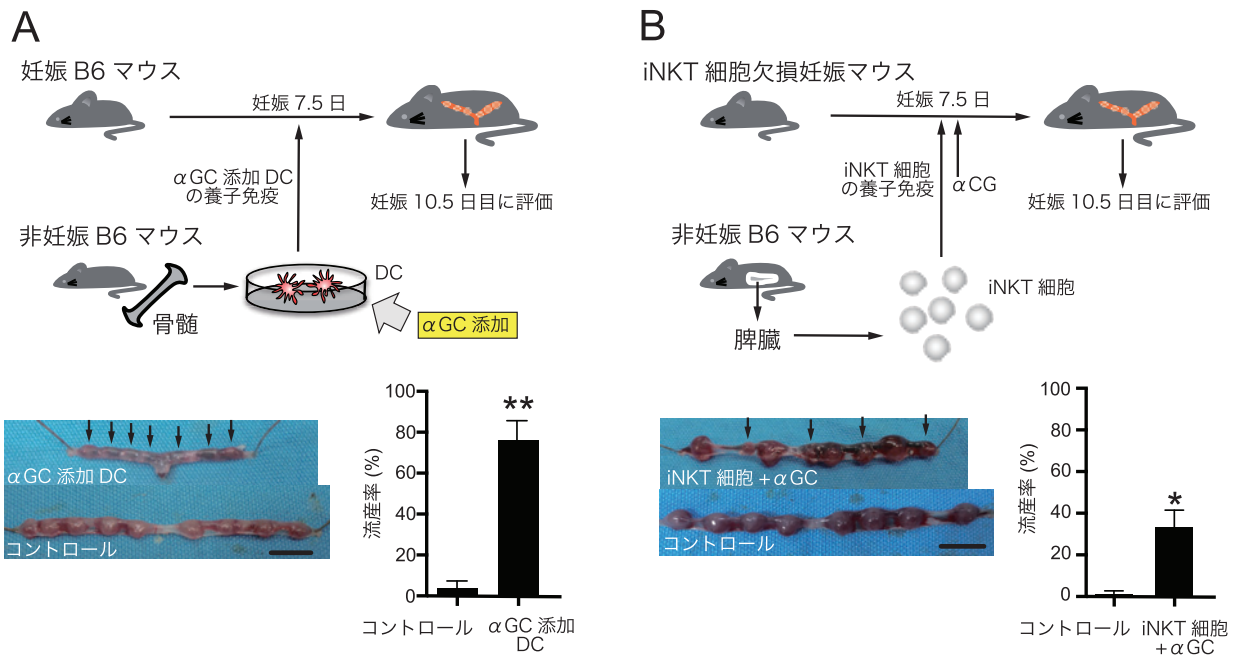 A
妊娠 B6 マウス
妊娠 7.5 日
αGC 添加 DC
の養子免疫
妊娠 10.5 日目に評価
非妊娠 B6 マウス
骨髄
DC
αGC 添加
αGC 添加 DC
コントロール
流産率 (%)
100
80
60
40
20
0
**
コントロール
αGC 添加
DC
B
iNKT 細胞欠損妊娠マウス
妊娠 7.5 日
iNKT 細胞
の養子免疫
αCG
妊娠 10.5 日目に評価
非妊娠 B6 マウス
iNKT 細胞
脾臓
iNKT 細胞 +αGC
コントロール
流産率 (%)
100
80
60
40
20
0
*
コントロール
iNKT 細胞
+αGC